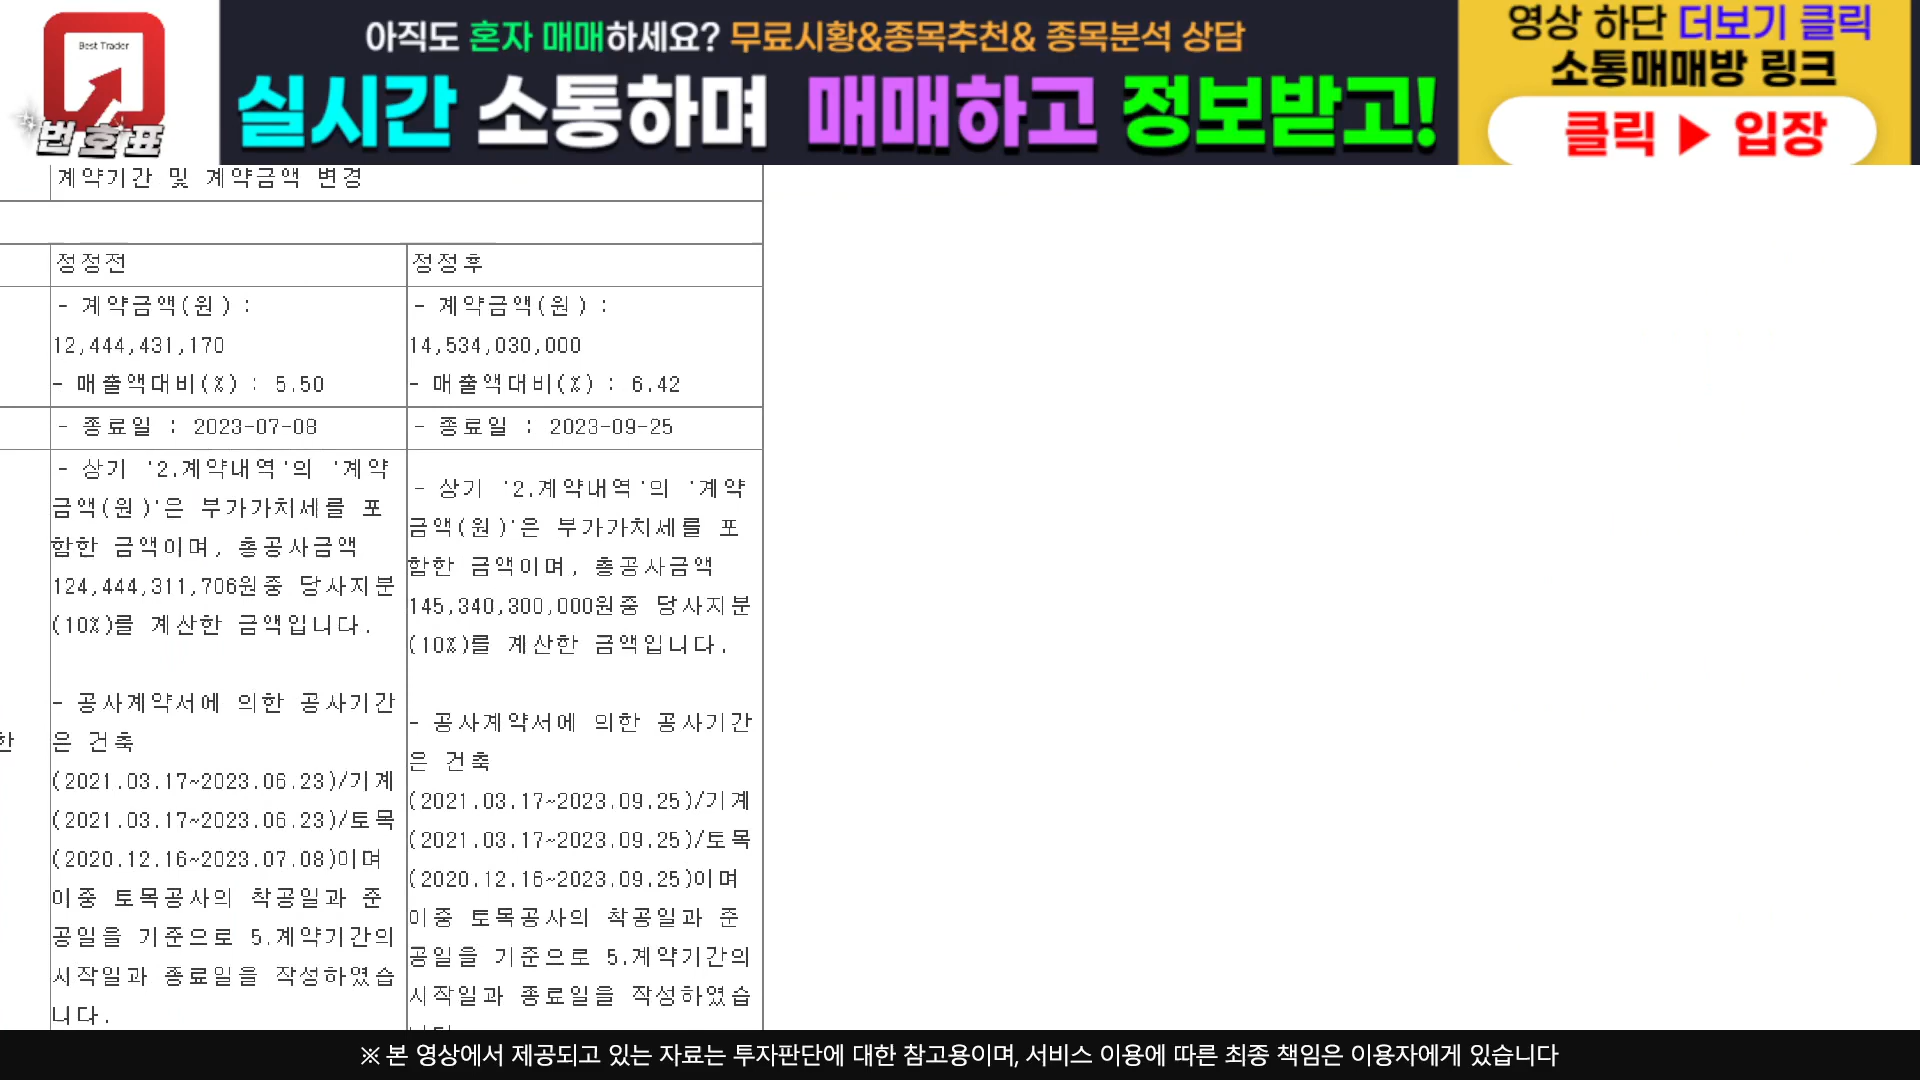 Best Trader
번호표
아직도 혼자 매매하세요? 무료시황&종목추천& 종목분석 상담
실시간 소통하며 매매하고 정보받고!
영상 하단 더보기 클릭
소통매매방 링크
클릭 ▶ 입장
계약기간 및 계약금액 변경
정정전
정정후
- 계약금액(원) :
12,444,431,170
- 매출액대비(%) : 5.50
- 계약금액(원) :
14,534,030,000
- 매출액대비(%) : 6.42
- 종료일 : 2023-07-08
- 종료일 : 2023-09-25
한
- 상기 '2.계약내역'의 '계약
금액(원)'은 부가가치세를 포
함한 금액이며, 총공사금액
124,444,311,706원중 당사지분
(10%)를 계산한 금액입니다.
- 공사계약서에 의한 공사기간
은 건축
(2021.03.17~2023.06.23)/기계
(2021.03.17~2023.06.23)/토목
(2020.12.16~2023.07.08)이며
이중 토목공사의 착공일과 준
공일을 기준으로 5.계약기간의
시작일과 종료일을 작성하였습
니다.
- 상기 '2.계약내역'의 '계약
금액(원)'은 부가가치세를 포
함한 금액이며, 총공사금액
145,340,300,000원중 당사지분
(10%)를 계산한 금액입니다.
- 공사계약서에 의한 공사기간
은 건축
(2021.03.17~2023.09.25)/기계
(2021.03.17~2023.09.25)/토목
(2020.12.16~2023.09.25)이며
이중 토목공사의 착공일과 준
공일을 기준으로 5.계약기간의
시작일과 종료일을 작성하였습
※ 본 영상에서 제공되고 있는 자료는 투자판단에 대한 참고용이며, 서비스 이용에 따른 최종 책임은 이용자에게 있습니다